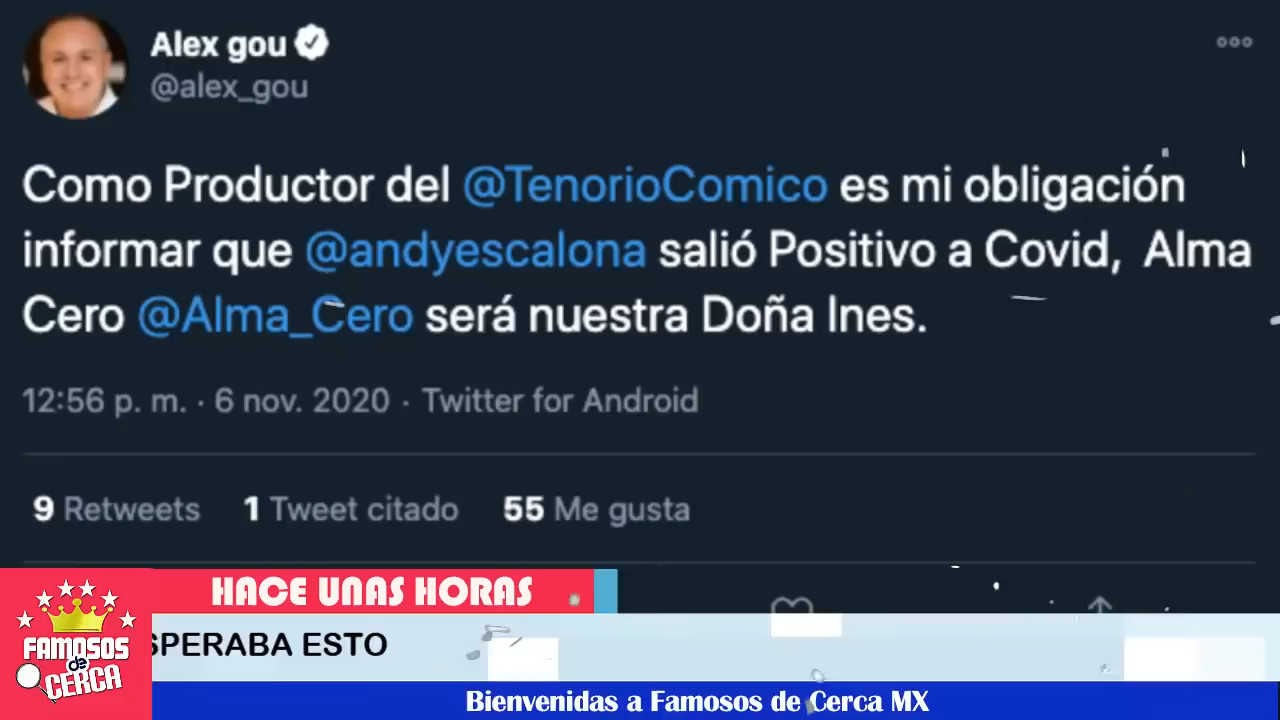 Alex gou
@alex_gou
Como Productor del @TenorioComico es mi obligación
informar que @andyescalona salió Positivo a Covid, Alma
Cero @Alma_Cero será nuestra Doña Ines.
12:56 p. m. · 6 nov. 2020 · Twitter for Android
9 Retweets 1 Tweet citado 55 Me gusta
HACE UNAS HORAS
SPERABA ESTO
FAMOSOS
de
CERCA
Bienvenidas a Famosos de Cerca MX